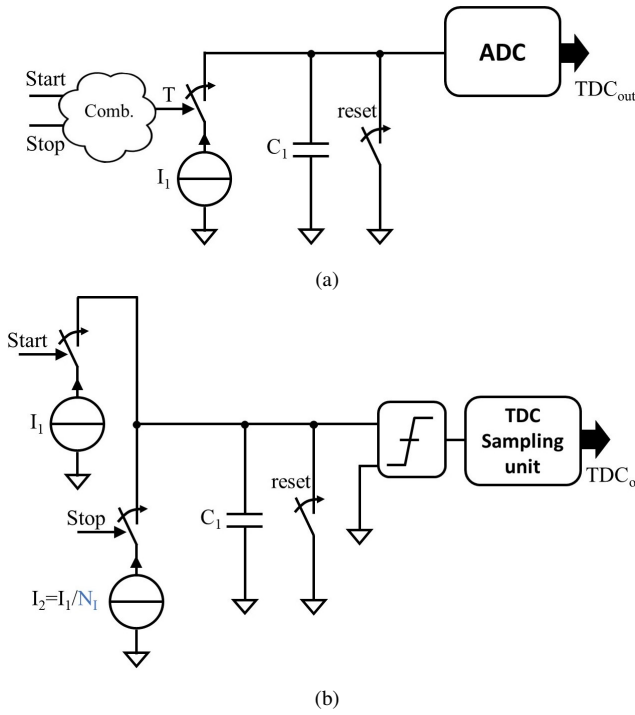 Start
Stop
Comb.
T
I₁
C₁
reset
ADC
TDCout
(a)
Start
I₁
Stop
I₂=I₁/N_I
C₁
reset
TDC
Sampling
unit
TDCo
(b)